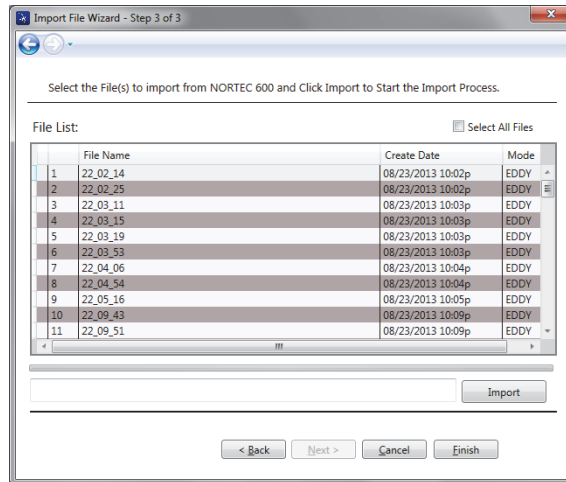 Import File Wizard - Step 3 of 3
Select the File(s) to import from NORTEC 600 and Click Import to Start the Import Process.
File List: Select All Files
File Name Create Date Mode
1 22_02_14 08/23/2013 10:02p EDDY
2 22_02_25 08/23/2013 10:02p EDDY
3 22_03_11 08/23/2013 10:03p EDDY
4 22_03_15 08/23/2013 10:03p EDDY
5 22_03_19 08/23/2013 10:03p EDDY
6 22_03_53 08/23/2013 10:03p EDDY
7 22_04_06 08/23/2013 10:04p EDDY
8 22_04_54 08/23/2013 10:04p EDDY
9 22_05_16 08/23/2013 10:05p EDDY
10 22_09_43 08/23/2013 10:09p EDDY
11 22_09_51 08/23/2013 10:09p EDDY
Import
< Back Next > Cancel Finish